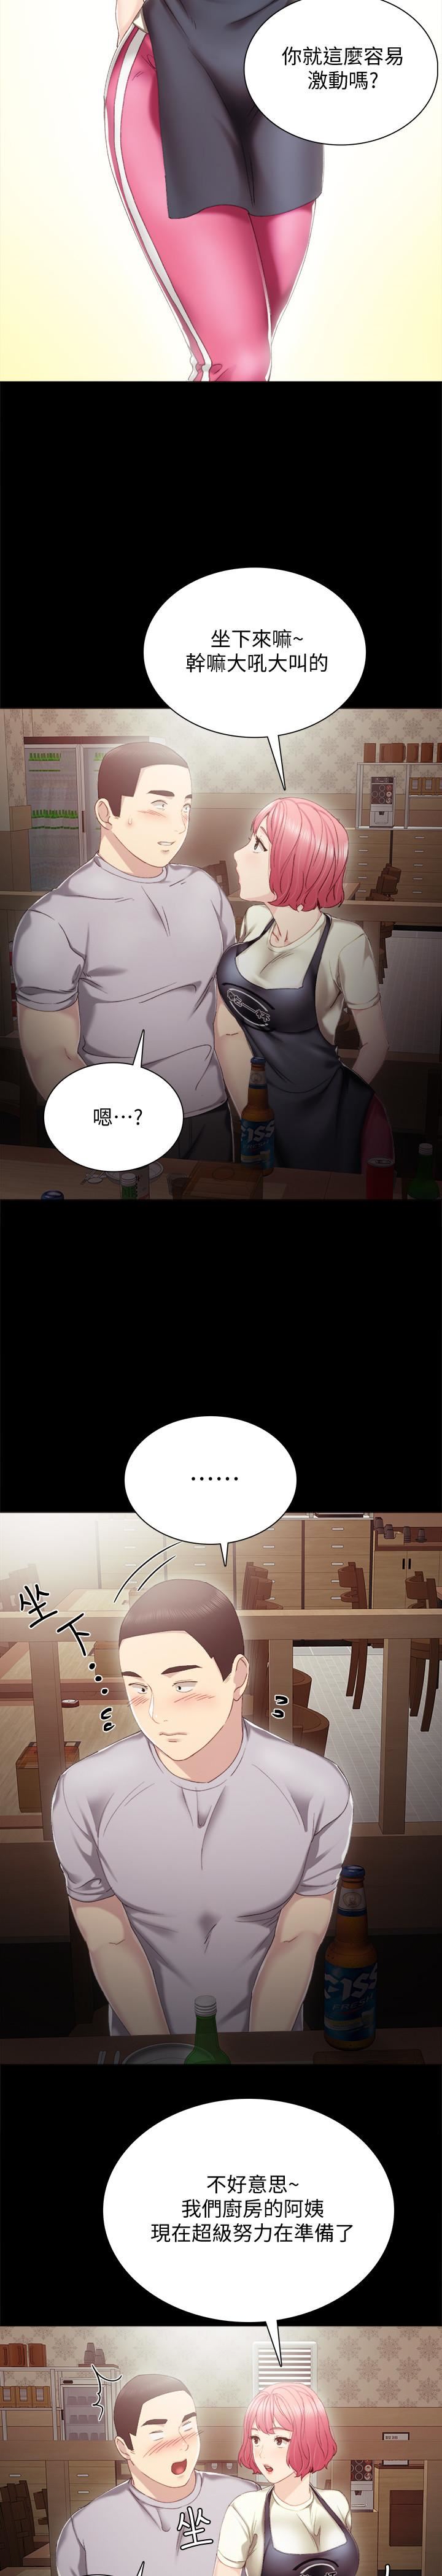 你就這麼容易
激動嗎?
坐下來嘛~
幹嘛大吼大叫的
嗯…?
……
坐
下
…
不好意思~
我們廚房的阿姨
現在超級努力在準備了
坐